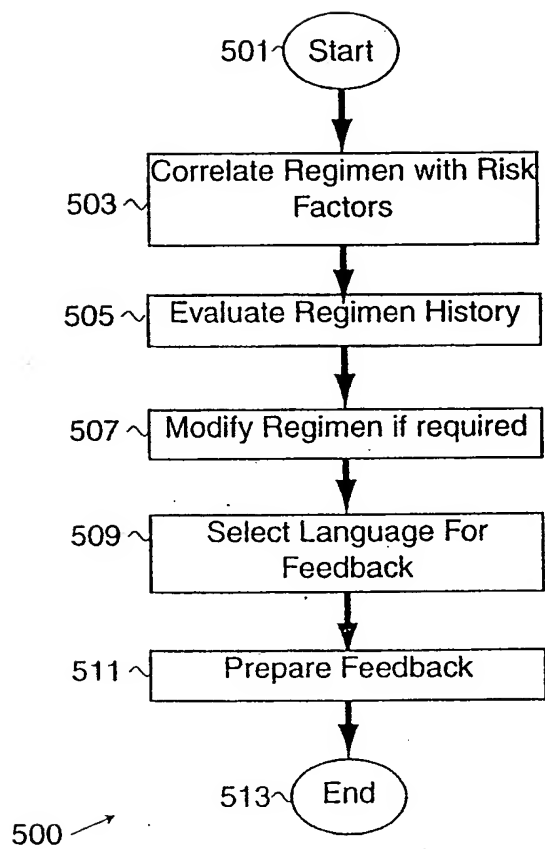 501 Start
503 Correlate Regimen with Risk
Factors
505 Evaluate Regimen History
507 Modify Regimen if required
509 Select Language For
Feedback
511 Prepare Feedback
513 End
500